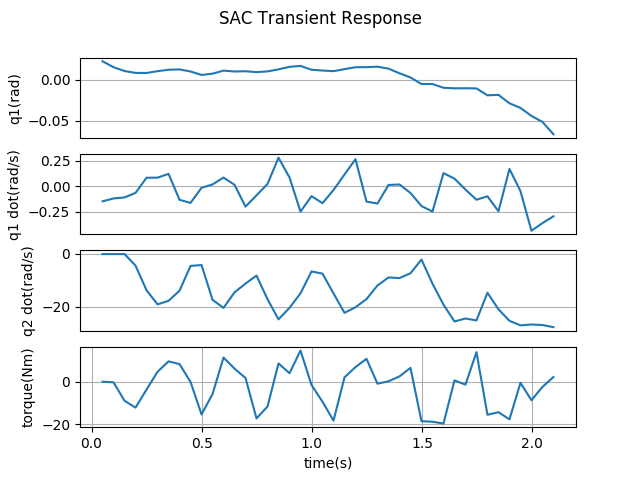 SAC Transient Response
q1(rad)
0.00
−0.05
q1 dot(rad/s)
0.25
0.00
−0.25
q2 dot(rad/s)
0
−20
torque(Nm)
0
−20
0.0 0.5 1.0 1.5 2.0
time(s)